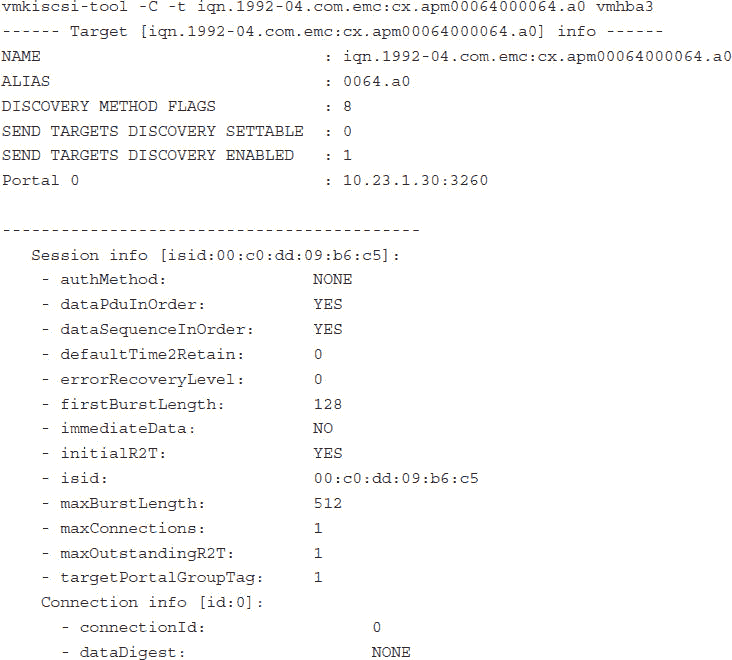 vmkiscsi-tool -C -t iqn.1992-04.com.emc:cx.apm00064000064.a0 vmhba3
------ Target [iqn.1992-04.com.emc:cx.apm00064000064.a0] info ------
NAME                             : iqn.1992-04.com.emc:cx.apm00064000064.a0
ALIAS                            : 0064.a0
DISCOVERY METHOD FLAGS           : 8
SEND TARGETS DISCOVERY SETTABLE  : 0
SEND TARGETS DISCOVERY ENABLED   : 1
Portal 0                         : 10.23.1.30:3260
-------------------------------------------
   Session info [isid:00:c0:dd:09:b6:c5]:
    - authMethod:               NONE
    - dataPduInOrder:           YES
    - dataSequenceInOrder:      YES
    - defaultTime2Retain:       0
    - errorRecoveryLevel:       0
    - firstBurstLength:         128
    - immediateData:            NO
    - initialR2T:               YES
    - isid:                     00:c0:dd:09:b6:c5
    - maxBurstLength:           512
    - maxConnections:           1
    - maxOutstandingR2T:        1
    - targetPortalGroupTag:     1
    Connection info [id:0]:
      - connectionId:                 0
      - dataDigest:                   NONE